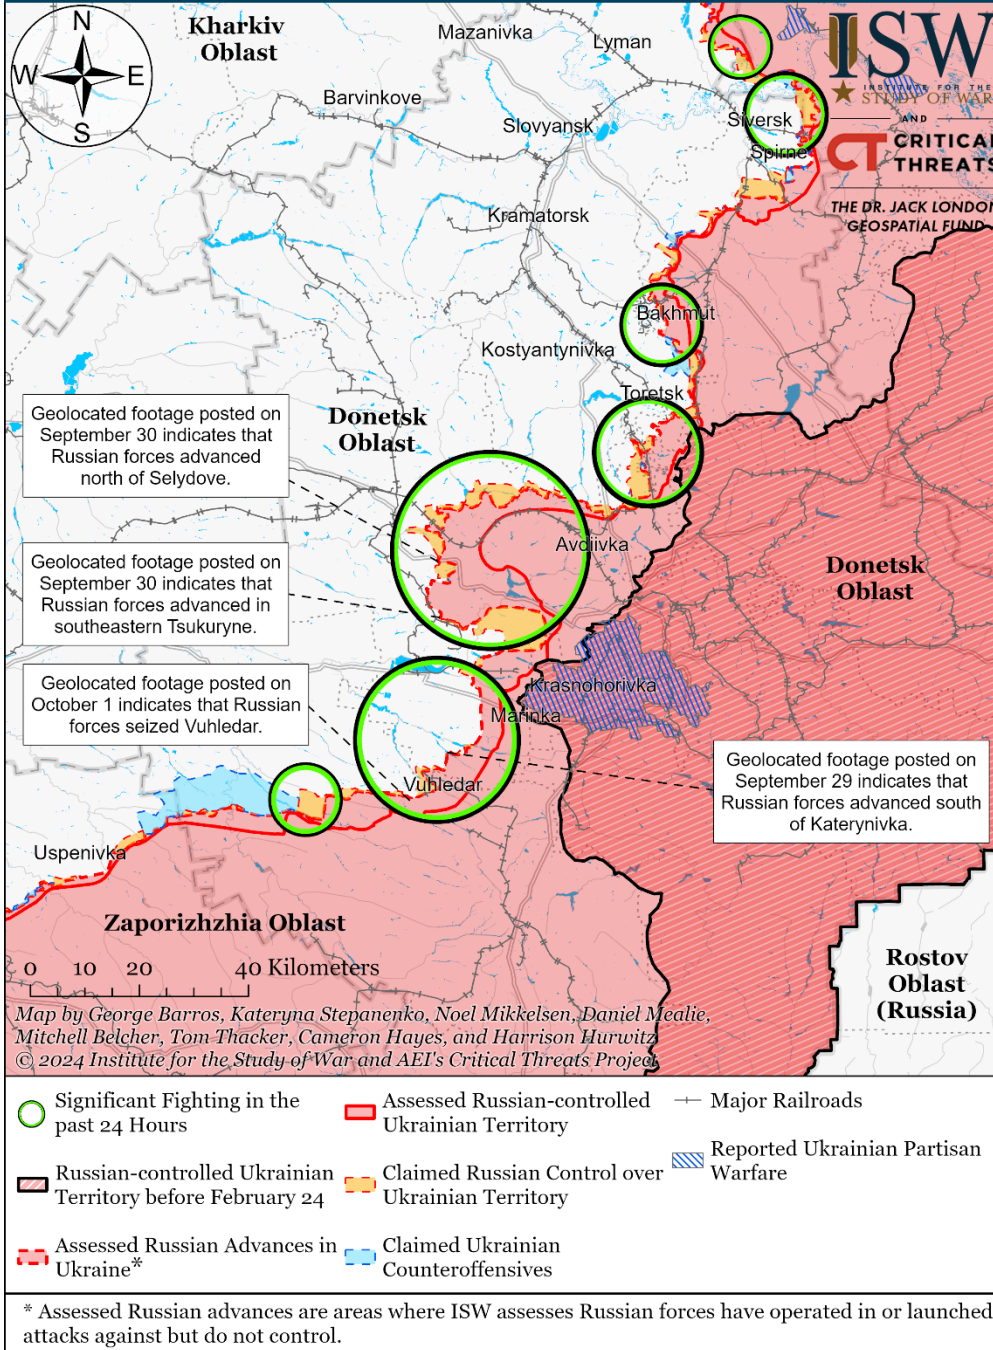 N
W
E
S
Kharkiv
Oblast
Mazanivka
Lyman
Barvinkove
Slovyansk
ISW
INSTITUTE FOR THE
STUDY OF WAR
AND
CT CRITICAL
THREATS
THE DR. JACK LONDON
GEOSPATIAL FUND
Siversk
Spirne
Kramatorsk
Bakhmut
Kostyantynivka
Toretsk
Donetsk
Oblast
Geolocated footage posted on
September 30 indicates that
Russian forces advanced
north of Selydove.
Avdiivka
Geolocated footage posted on
September 30 indicates that
Russian forces advanced in
southeastern Tsukuryne.
Donetsk
Oblast
Krasnohorivka
Marinka
Geolocated footage posted on
October 1 indicates that Russian
forces seized Vuhledar.
Vuhledar
Geolocated footage posted on
September 29 indicates that
Russian forces advanced south
of Katerynivka.
Uspenivka
Zaporizhzhia Oblast
Rostov
Oblast
(Russia)
0 10 20 40 Kilometers
Map by George Barros, Kateryna Stepanenko, Noel Mikkelsen, Daniel Mealie,
Mitchell Belcher, Tom Thacker, Cameron Hayes, and Harrison Hurwitz
© 2024 Institute for the Study of War and AEI's Critical Threats Project
Significant Fighting in the
past 24 Hours
Russian-controlled Ukrainian
Territory before February 24
Assessed Russian Advances in
Ukraine*
Assessed Russian-controlled
Ukrainian Territory
Claimed Russian Control over
Ukrainian Territory
Claimed Ukrainian
Counteroffensives
Major Railroads
Reported Ukrainian Partisan
Warfare
* Assessed Russian advances are areas where ISW assesses Russian forces have operated in or launched
attacks against but do not control.